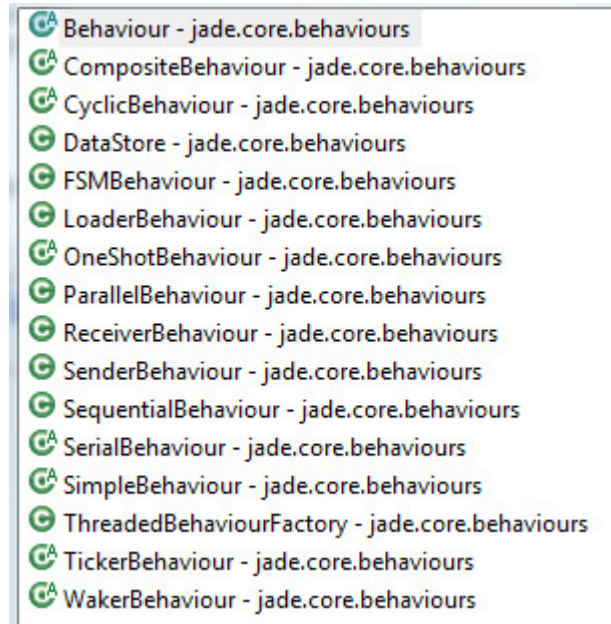 Behaviour - jade.core.behaviours
CompositeBehaviour - jade.core.behaviours
CyclicBehaviour - jade.core.behaviours
DataStore - jade.core.behaviours
FSMBehaviour - jade.core.behaviours
LoaderBehaviour - jade.core.behaviours
OneShotBehaviour - jade.core.behaviours
ParallelBehaviour - jade.core.behaviours
ReceiverBehaviour - jade.core.behaviours
SenderBehaviour - jade.core.behaviours
SequentialBehaviour - jade.core.behaviours
SerialBehaviour - jade.core.behaviours
SimpleBehaviour - jade.core.behaviours
ThreadedBehaviourFactory - jade.core.behaviours
TickerBehaviour - jade.core.behaviours
WakerBehaviour - jade.core.behaviours